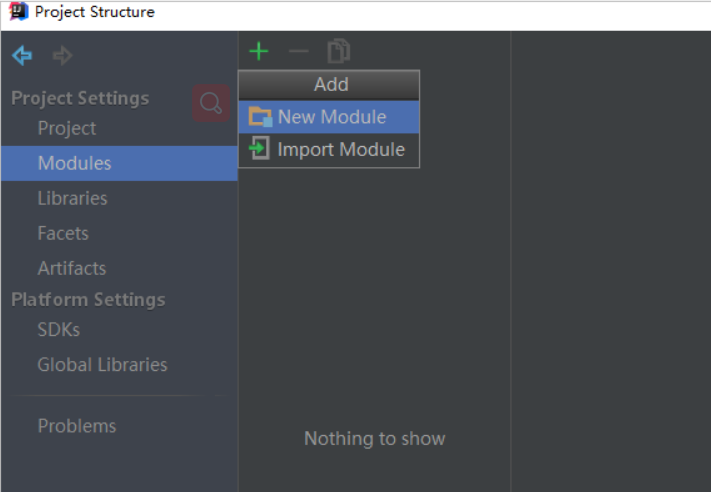 Project Structure
Project Settings
Project
Modules
Libraries
Facets
Artifacts
Platform Settings
SDKs
Global Libraries
Problems
Add
New Module
Import Module
Nothing to show